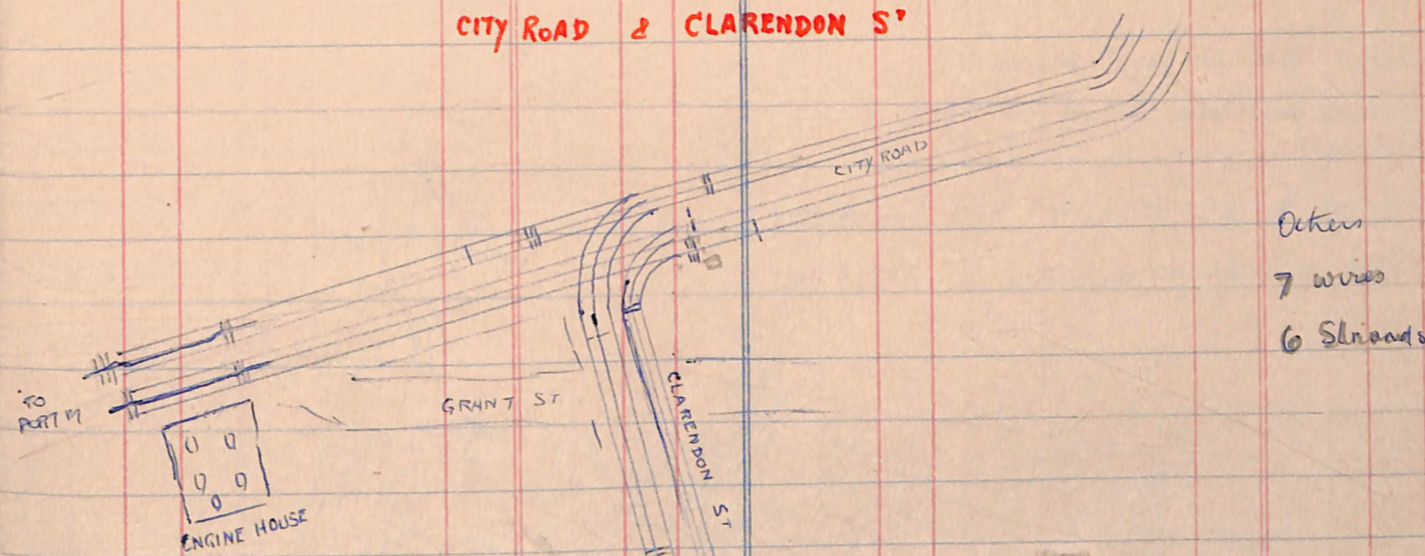 CITY ROAD & CLARENDON ST
CITY ROAD
Others
7 wires
6 Strands
TO
PORT M
GRANT ST
CLARENDON ST
ENGINE HOUSE